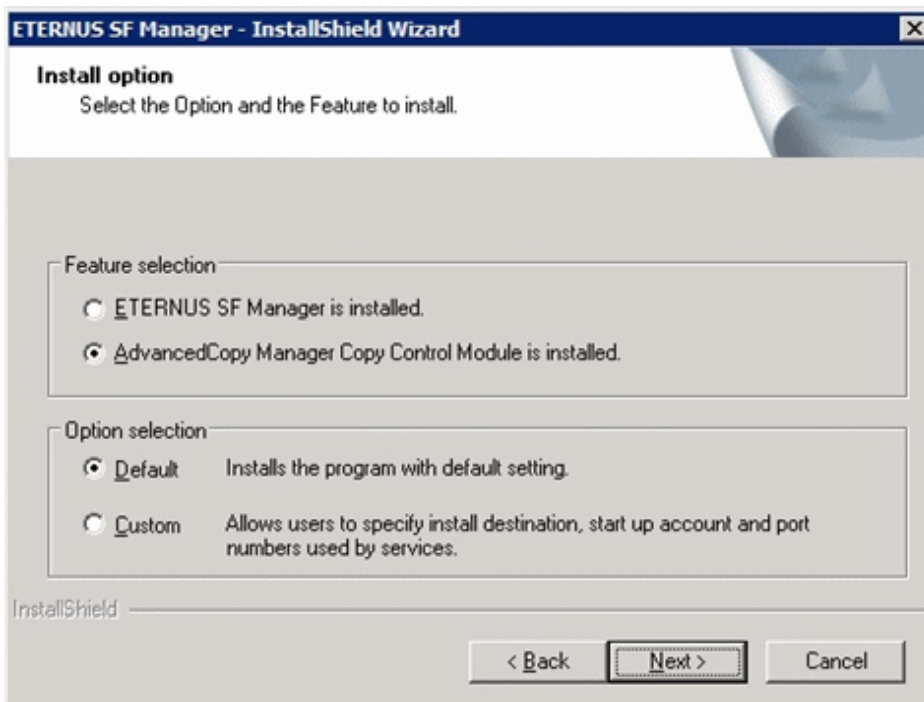 ETERNUS SF Manager - InstallShield Wizard
Install option
Select the Option and the Feature to install.
Feature selection
ETERNUS SF Manager is installed.
AdvancedCopy Manager Copy Control Module is installed.
Option selection
Default Installs the program with default setting.
Custom Allows users to specify install destination, start up account and port
numbers used by services.
InstallShield
< Back Next > Cancel